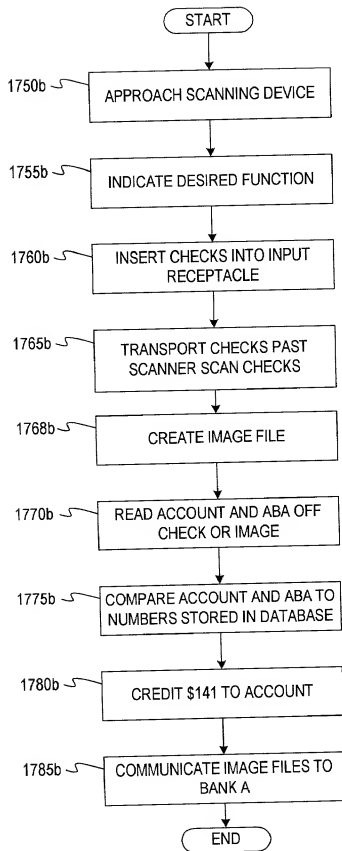 START
1750b
APPROACH SCANNING DEVICE
1755b
INDICATE DESIRED FUNCTION
1760b
INSERT CHECKS INTO INPUT
RECEPTACLE
1765b
TRANSPORT CHECKS PAST
SCANNER SCAN CHECKS
1768b
CREATE IMAGE FILE
1770b
READ ACCOUNT AND ABA OFF
CHECK OR IMAGE
1775b
COMPARE ACCOUNT AND ABA TO
NUMBERS STORED IN DATABASE
1780b
CREDIT $141 TO ACCOUNT
1785b
COMMUNICATE IMAGE FILES TO
BANK A
END